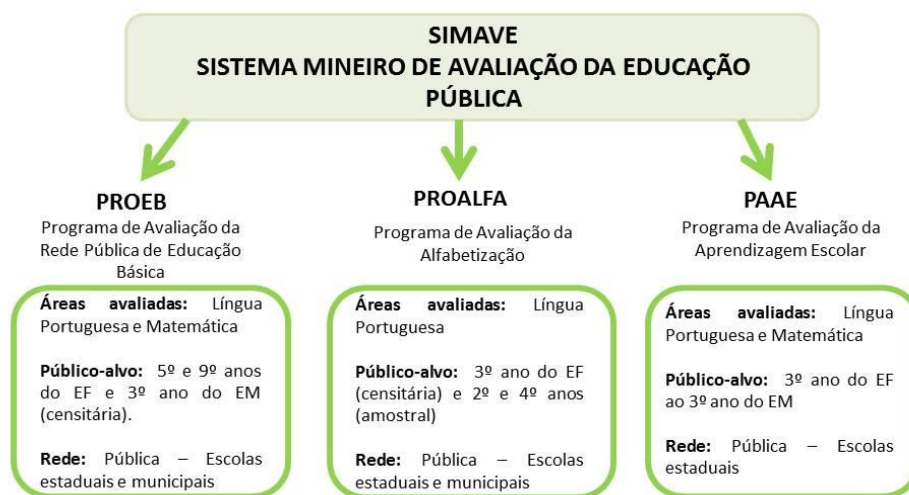 SIMAVE
SISTEMA MINEIRO DE AVALIAÇÃO DA EDUCAÇÃO
PÚBLICA
PROEB
Programa de Avaliação da
Rede Pública de Educação
Básica
Áreas avaliadas: Língua
Portuguesa e Matemática
Público-alvo: 5º e 9º anos
do EF e 3º ano do EM
(censitária).
Rede: Pública – Escolas
estaduais e municipais
PROALFA
Programa de Avaliação da
Alfabetização
Áreas avaliadas: Língua
Portuguesa
Público-alvo: 3º ano do EF
(censitária) e 2º e 4º anos
(amostral)
Rede: Pública – Escolas
estaduais e municipais
PAAE
Programa de Avaliação da
Aprendizagem Escolar
Áreas avaliadas: Língua
Portuguesa e Matemática
Público-alvo: 3º ano do EF
ao 3º ano do EM
Rede: Pública – Escolas
estaduais